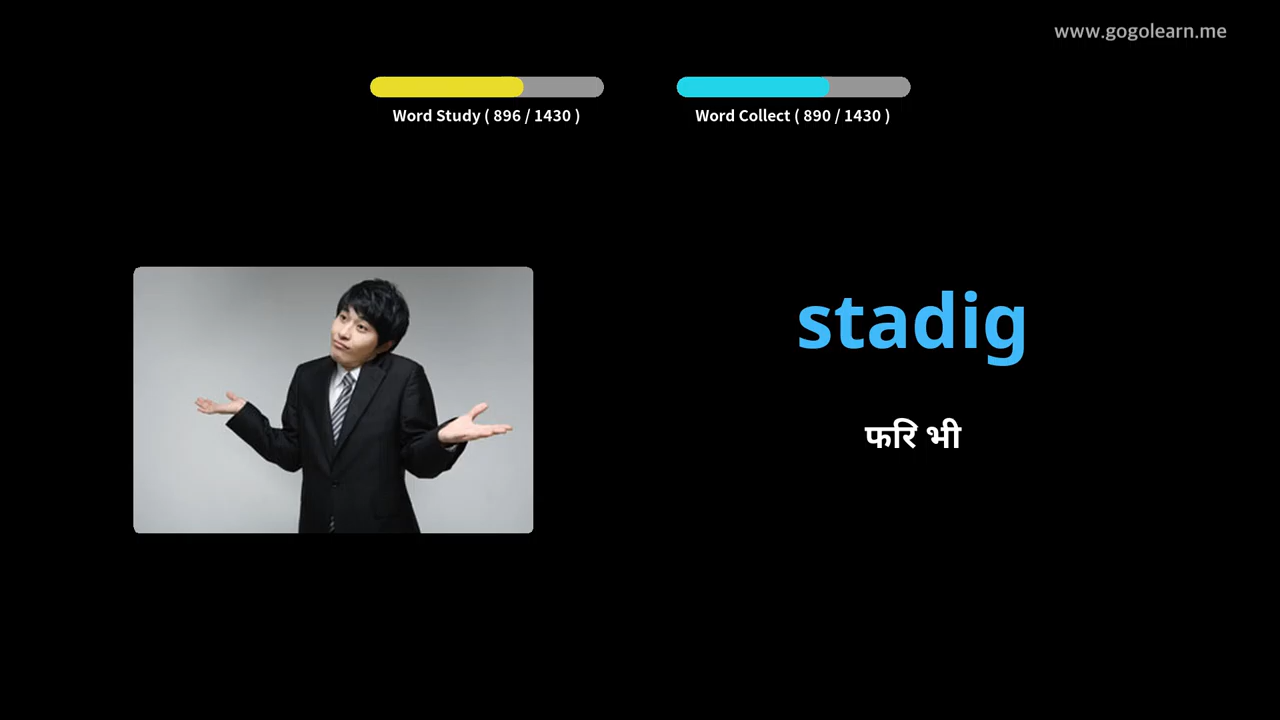 www.gogolearn.me
Word Study ( 896 / 1430 )
Word Collect ( 890 / 1430 )
stadig
फरि भी